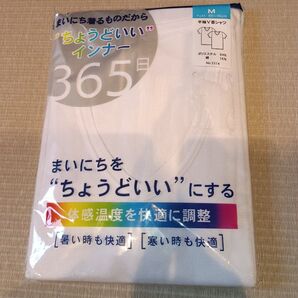 まいにち着るものだから
“ちょうどいい”
インナー
365日
M
半袖V首シャツ
ポリエステル
綿
まいにちを
“ちょうどいい”にする
体感温度を快適に調整
[暑い時も快適] [寒い時も快適]